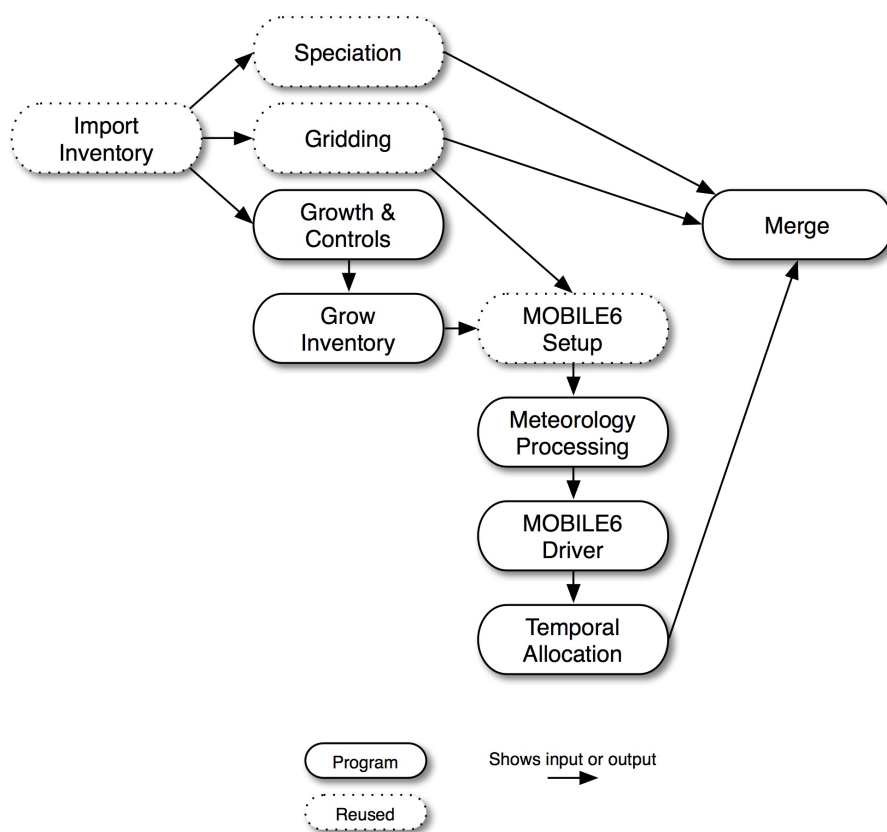 Speciation
Import
Inventory
Gridding
Growth &
Controls
Merge
Grow
Inventory
MOBILE6
Setup
Meteorology
Processing
MOBILE6
Driver
Temporal
Allocation
Program
Shows input or output
Reused